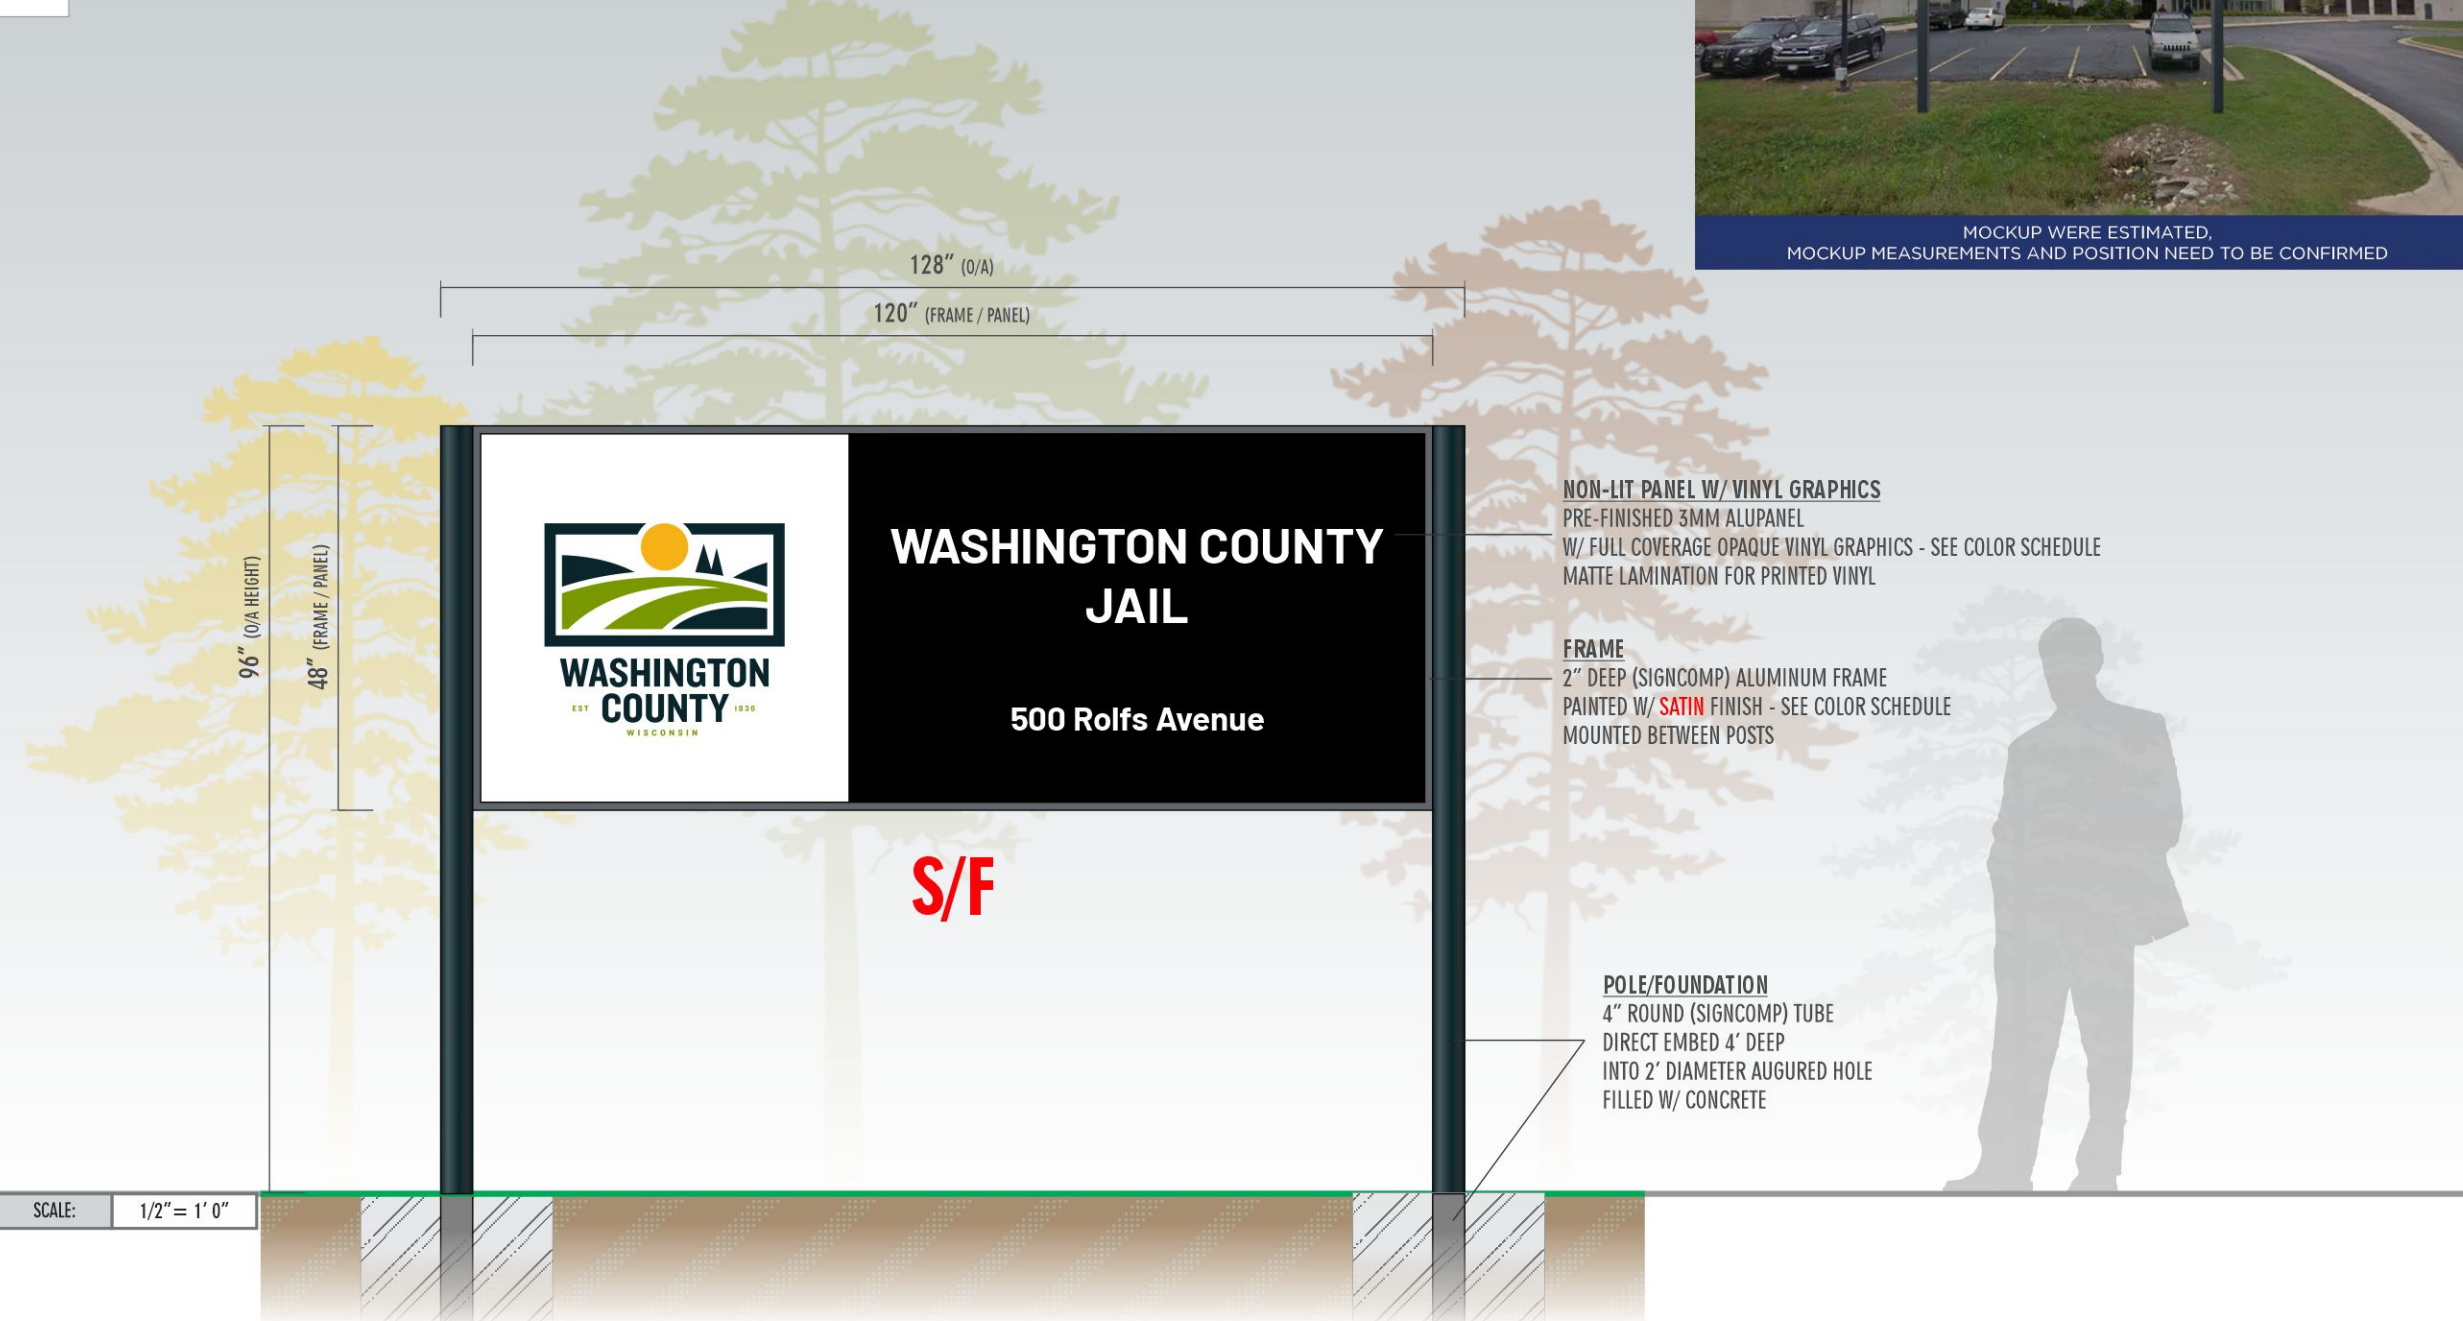 MOCKUP WERE ESTIMATED,
MOCKUP MEASUREMENTS AND POSITION NEED TO BE CONFIRMED
128" (O/A)
120" (FRAME / PANEL)
96" (O/A HEIGHT)
48" (FRAME / PANEL)
WASHINGTON
COUNTY
EST 1836
WISCONSIN
WASHINGTON COUNTY
JAIL
500 Rolfs Avenue
S/F
NON-LIT PANEL W/ VINYL GRAPHICS
PRE-FINISHED 3MM ALUPANEL
W/ FULL COVERAGE OPAQUE VINYL GRAPHICS - SEE COLOR SCHEDULE
MATTE LAMINATION FOR PRINTED VINYL
FRAME
2" DEEP (SIGNCOMP) ALUMINUM FRAME
PAINTED W/ SATIN FINISH - SEE COLOR SCHEDULE
MOUNTED BETWEEN POSTS
POLE/FOUNDATION
4" ROUND (SIGNCOMP) TUBE
DIRECT EMBED 4' DEEP
INTO 2' DIAMETER AUGURED HOLE
FILLED W/ CONCRETE
SCALE: 1/2"= 1' 0"